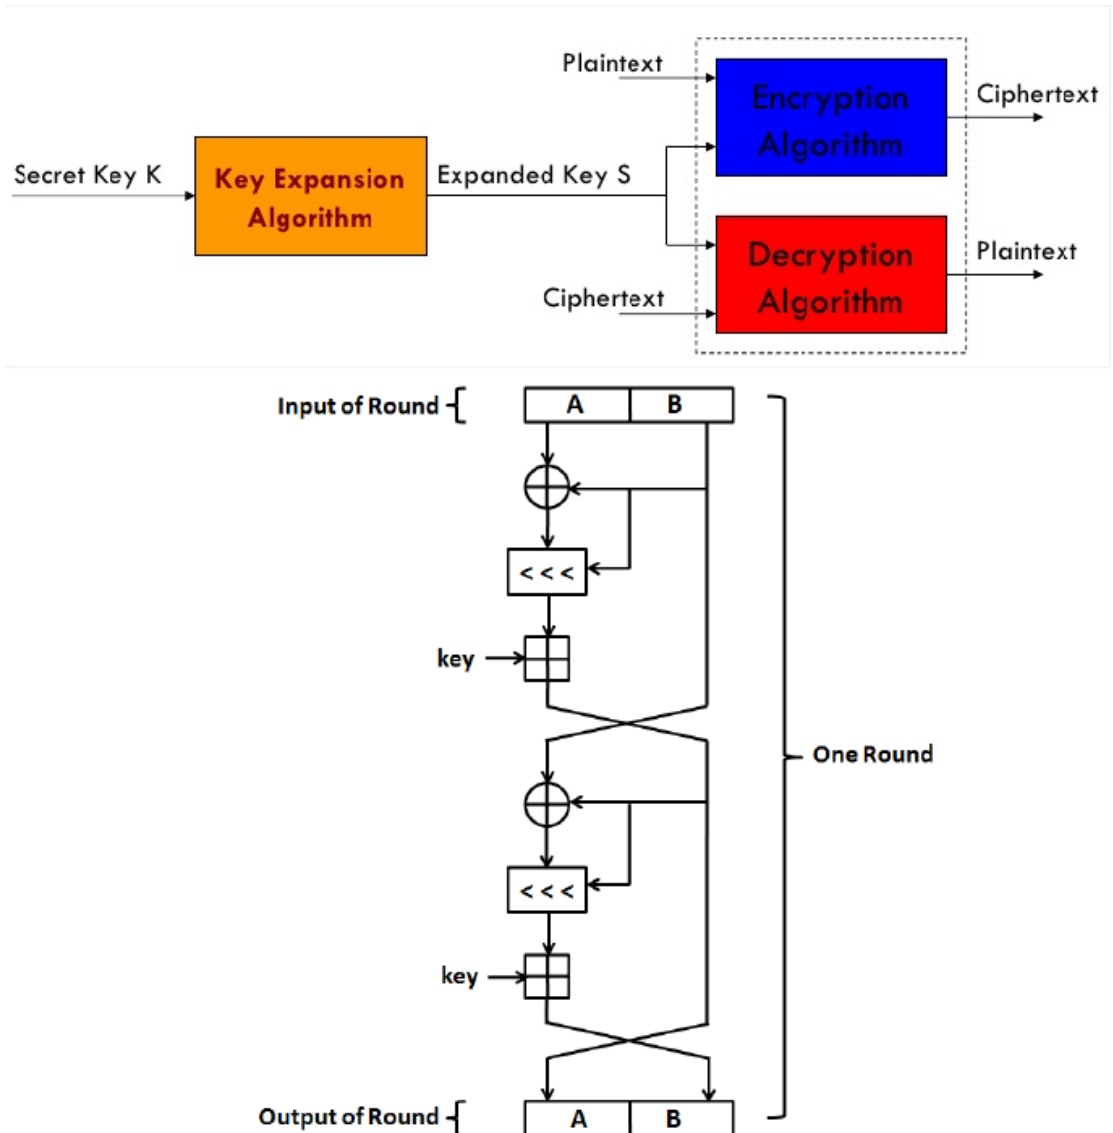 Plaintext
Encryption
Algorithm
Ciphertext
Secret Key K
Key Expansion
Algorithm
Expanded Key S
Decryption
Algorithm
Plaintext
Ciphertext
Input of Round
A
B
< < <
key
One Round
< < <
key
Output of Round
A
B